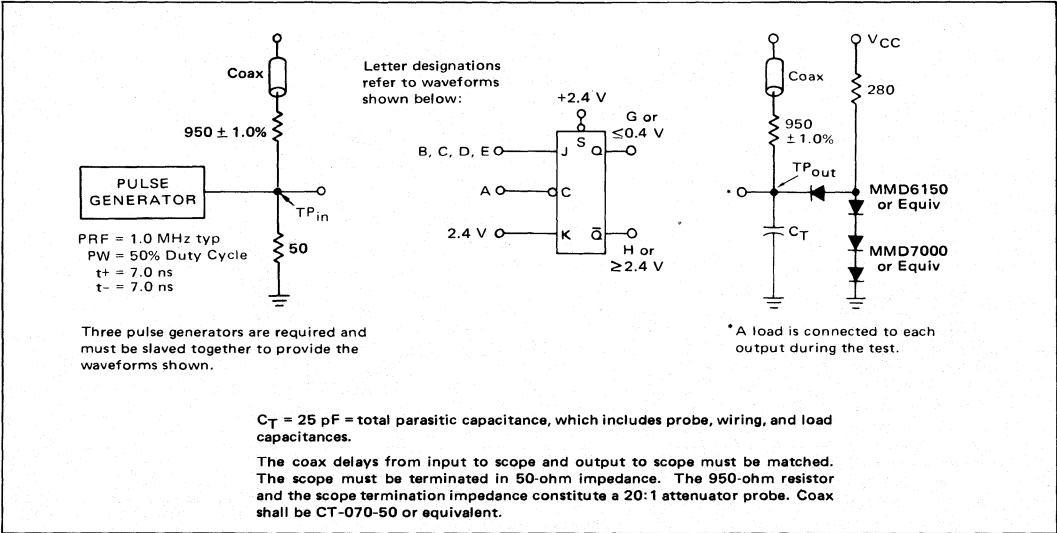 Coax
950 ± 1.0%
PULSE
GENERATOR
TPin
50
PRF = 1.0 MHz typ
PW = 50% Duty Cycle
t+ = 7.0 ns
t- = 7.0 ns
Three pulse generators are required and
must be slaved together to provide the
waveforms shown.
Letter designations
refer to waveforms
shown below:
+2.4 V
G or
≤0.4 V
S
B, C, D, E
J
Q
A
C
2.4 V
K
Q̅
H or
≥2.4 V
VCC
Coax
280
950
± 1.0%
TPout
*
MMD6150
or Equiv
CT
MMD7000
or Equiv
*A load is connected to each
output during the test.
CT = 25 pF = total parasitic capacitance, which includes probe, wiring, and load
capacitances.
The coax delays from input to scope and output to scope must be matched.
The scope must be terminated in 50-ohm impedance. The 950-ohm resistor
and the scope termination impedance constitute a 20:1 attenuator probe. Coax
shall be CT-070-50 or equivalent.